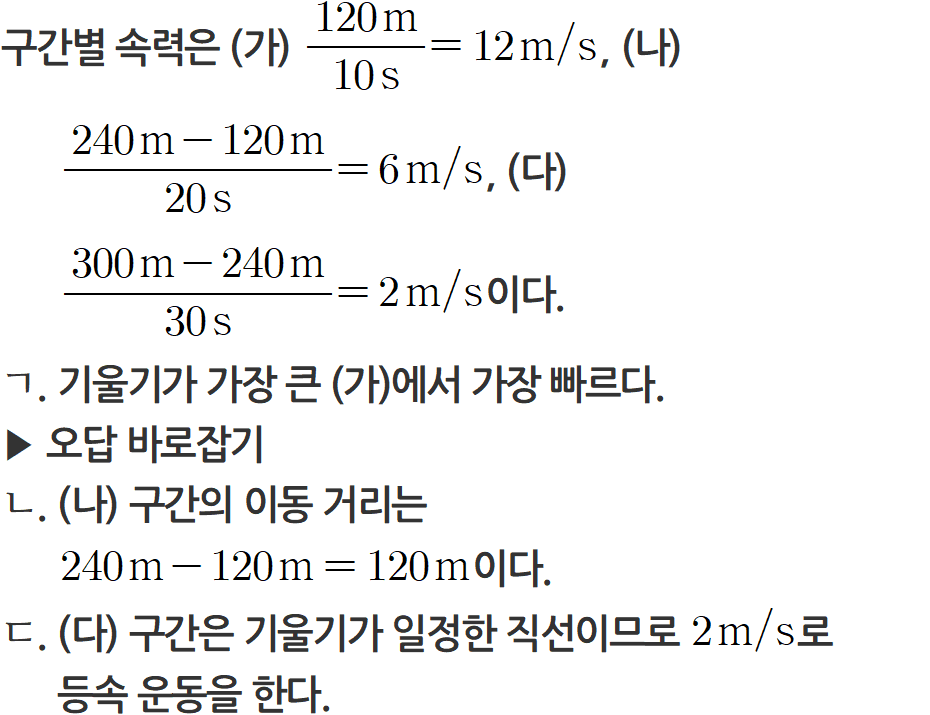 구간별 속력은 (가) 120 m/10 s = 12 m/s, (나)
(240 m - 120 m)/20 s = 6 m/s, (다)
(300 m - 240 m)/30 s = 2 m/s이다.
ㄱ. 기울기가 가장 큰 (가)에서 가장 빠르다.
▶ 오답 바로잡기
ㄴ. (나) 구간의 이동 거리는
240 m - 120 m = 120 m이다.
ㄷ. (다) 구간은 기울기가 일정한 직선이므로 2 m/s로
등속 운동을 한다.